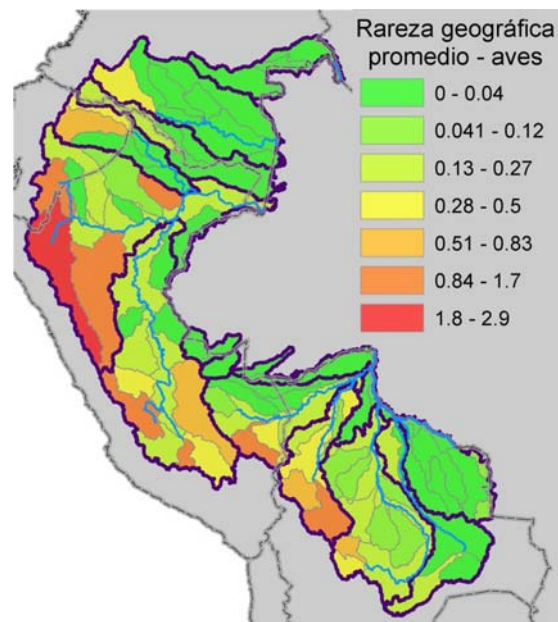 Rareza geográfica
promedio - aves
0 - 0.04
0.041 - 0.12
0.13 - 0.27
0.28 - 0.5
0.51 - 0.83
0.84 - 1.7
1.8 - 2.9